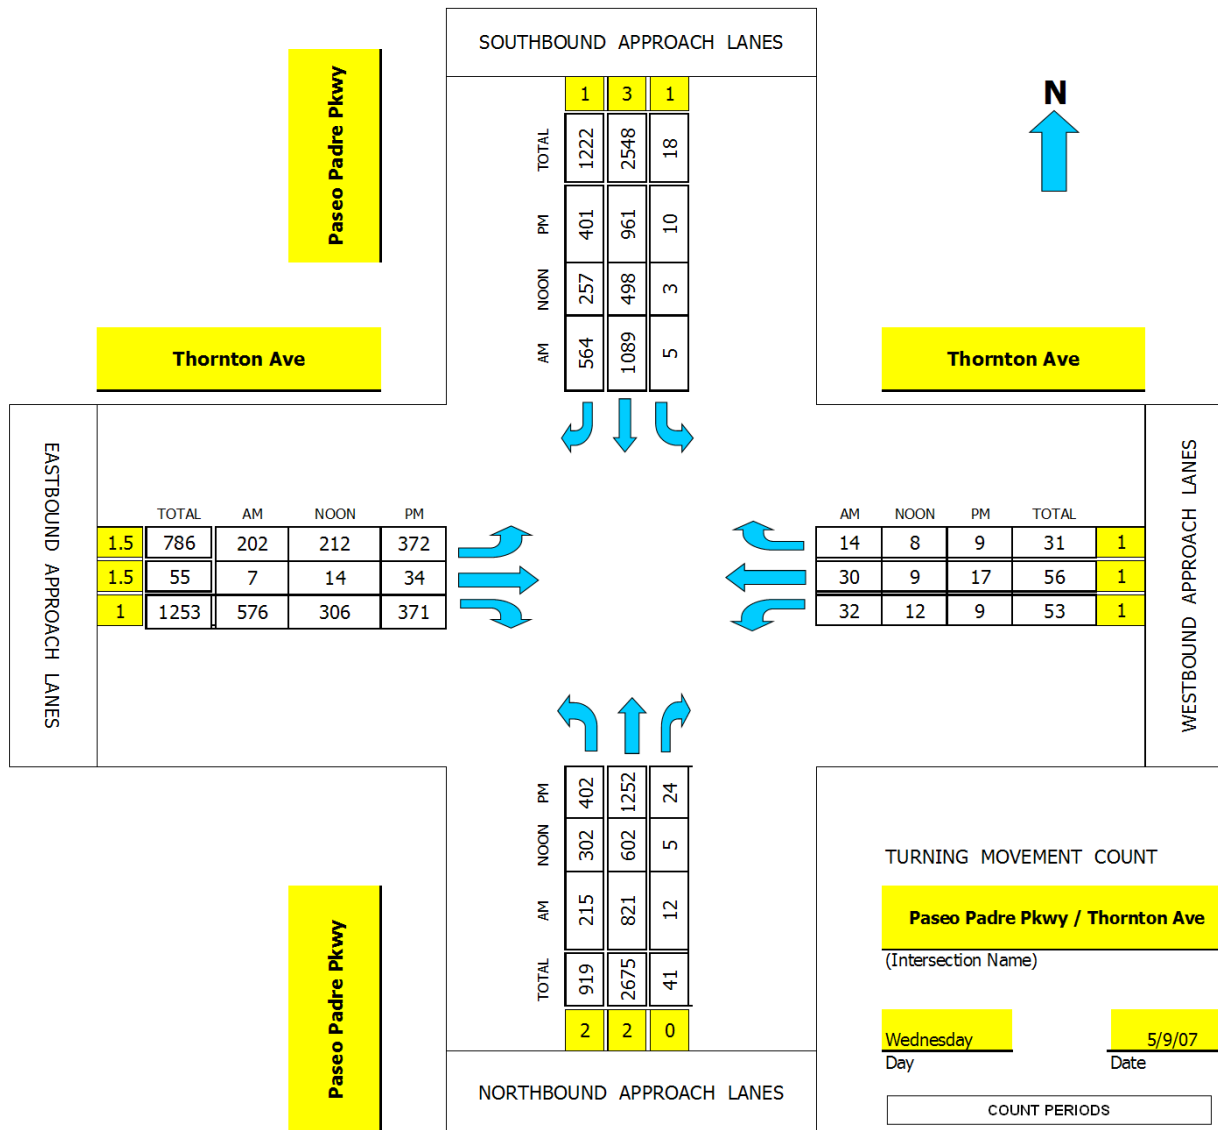 SOUTHBOUND APPROACH LANES
1 3 1
TOTAL 1222 2548 18
PM 401 961 10
NOON 257 498 3
AM 564 1089 5
Paseo Padre Pkwy
N
Thornton Ave
Thornton Ave
EASTBOUND APPROACH LANES
TOTAL AM NOON PM
1.5 786 202 212 372
1.5 55 7 14 34
1 1253 576 306 371
AM NOON PM TOTAL
14 8 9 31 1
30 9 17 56 1
32 12 9 53 1
WESTBOUND APPROACH LANES
PM 402 1252 24
NOON 302 602 5
AM 215 821 12
TOTAL 919 2675 41
2 2 0
NORTHBOUND APPROACH LANES
Paseo Padre Pkwy
TURNING MOVEMENT COUNT
Paseo Padre Pkwy / Thornton Ave
(Intersection Name)
Wednesday 5/9/07
Day Date
COUNT PERIODS